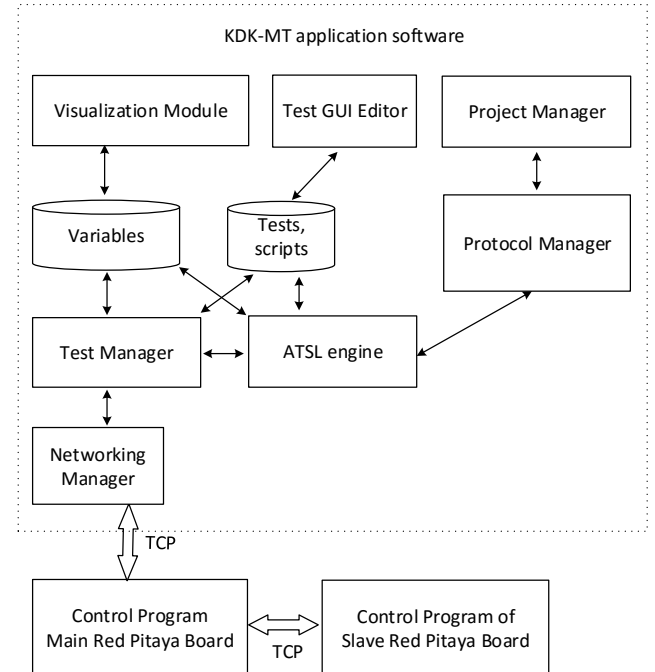 KDK-MT application software
Visualization Module
Test GUI Editor
Project Manager
Variables
Tests,
scripts
Protocol Manager
Test Manager
ATSL engine
Networking
Manager
TCP
Control Program
Main Red Pitaya Board
TCP
Control Program of
Slave Red Pitaya Board